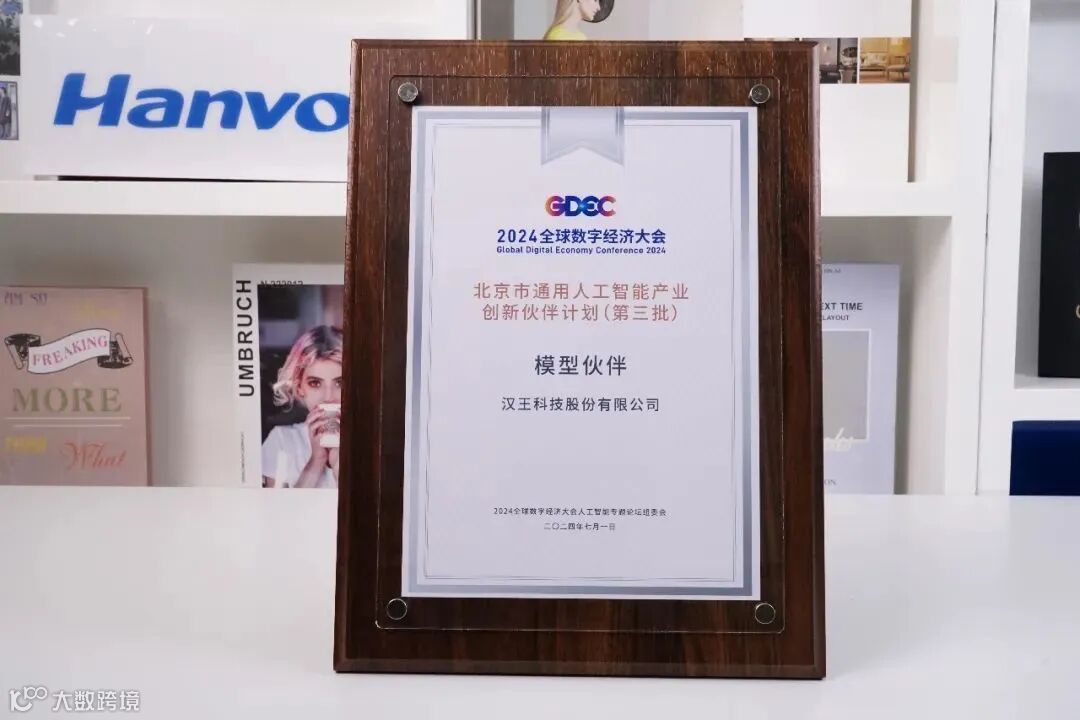 Hanvo
GDEC
2024全球数字经济大会
Global Digital Economy Conference 2024
北京市通用人工智能产业
创新伙伴计划(第三批)
模型伙伴
汉王科技股份有限公司
2024全球数字经济大会人工智能专题论坛组委会
二〇二四年七月一日
FREAKING
MORE
What
UMBRUCH
EXT TIME
LAYOUT
大数跨境